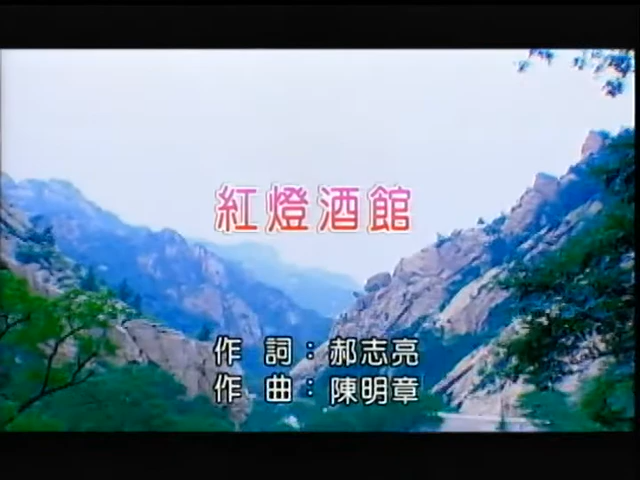 紅燈酒館
作 詞：郝志亮
作 曲：陳明章